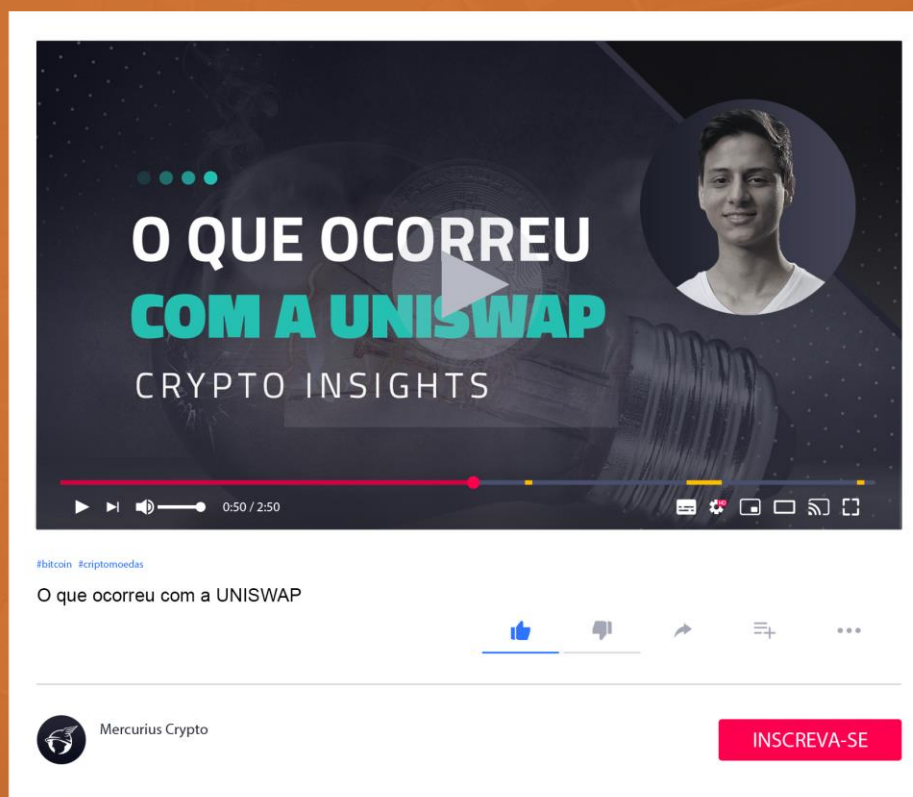 O QUE OCORREU
COM A UNISWAP
CRYPTO INSIGHTS
0:50 / 2:50
HD
#bitcoin #criptomoedas
O que ocorreu com a UNISWAP
Mercurius Crypto
INSCREVA-SE